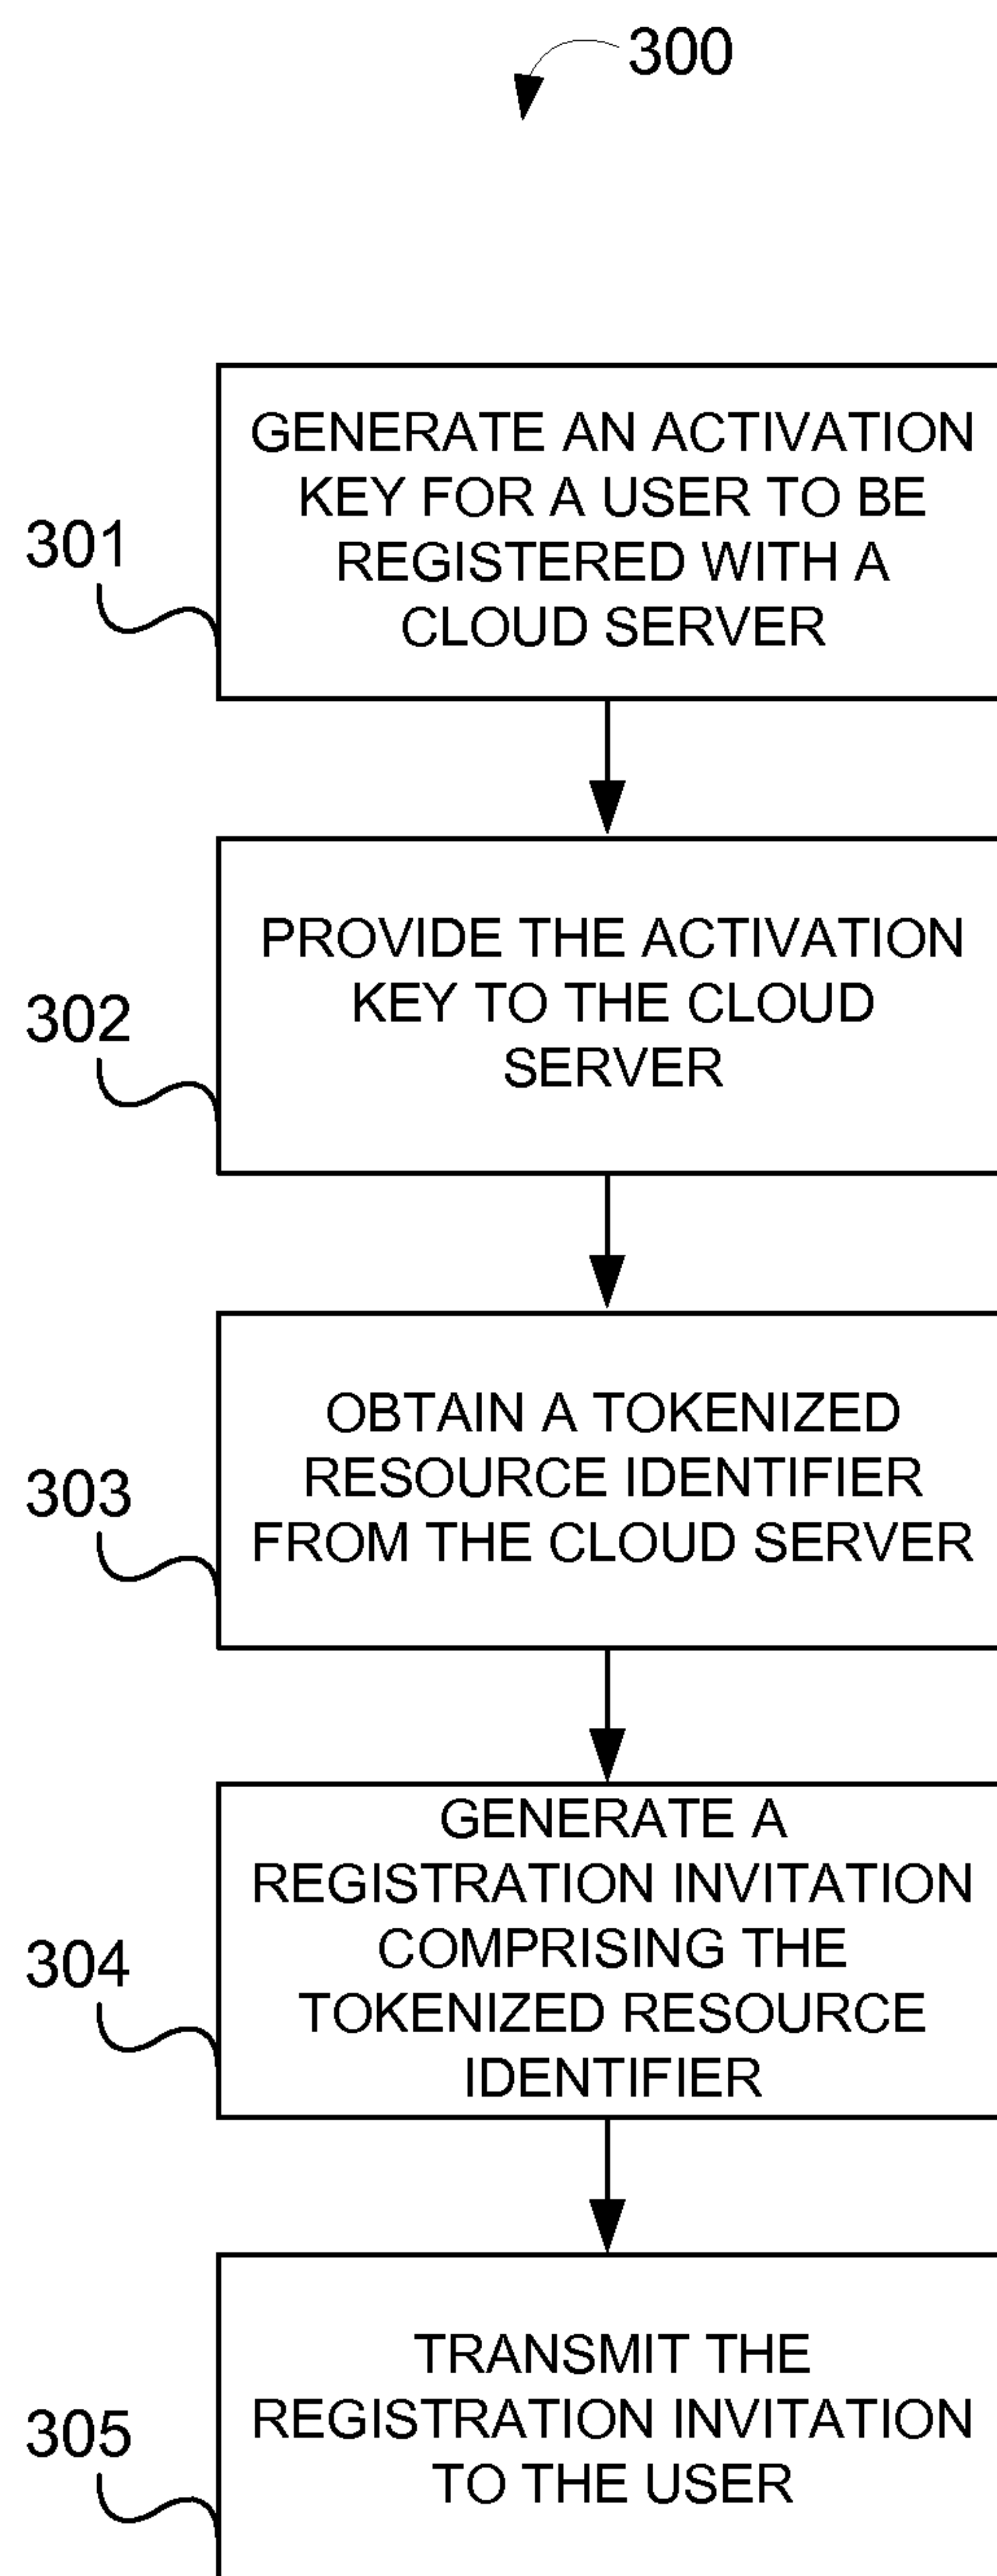 300
GENERATE AN ACTIVATION
KEY FOR A USER TO BE
REGISTERED WITH A
CLOUD SERVER
301
PROVIDE THE ACTIVATION
KEY TO THE CLOUD
SERVER
302
OBTAIN A TOKENIZED
RESOURCE IDENTIFIER
FROM THE CLOUD SERVER
303
GENERATE A
REGISTRATION INVITATION
COMPRISING THE
TOKENIZED RESOURCE
IDENTIFIER
304
TRANSMIT THE
REGISTRATION INVITATION
TO THE USER
305